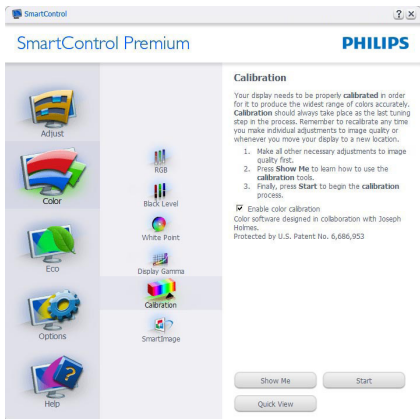 SmartControl
? x
SmartControl Premium
PHILIPS
Adjust
Color
Eco
Options
Help
RGB
Black Level
White Point
Display Gamma
Calibration
SmartImage
Calibration
Your display needs to be properly calibrated in order
for it to produce the widest range of colors accurately.
Calibration should always take place as the last tuning
step in the process. Remember to recalibrate any time
you make individual adjustments to image quality or
whenever you move your display to a new location.
1. Make all other necessary adjustments to image
quality first.
2. Press Show Me to learn how to use the
calibration tools.
3. Finally, press Start to begin the calibration
process.
Enable color calibration
Color software designed in collaboration with Joseph
Holmes.
Protected by U.S. Patent No. 6,686,953
Show Me
Start
Quick View